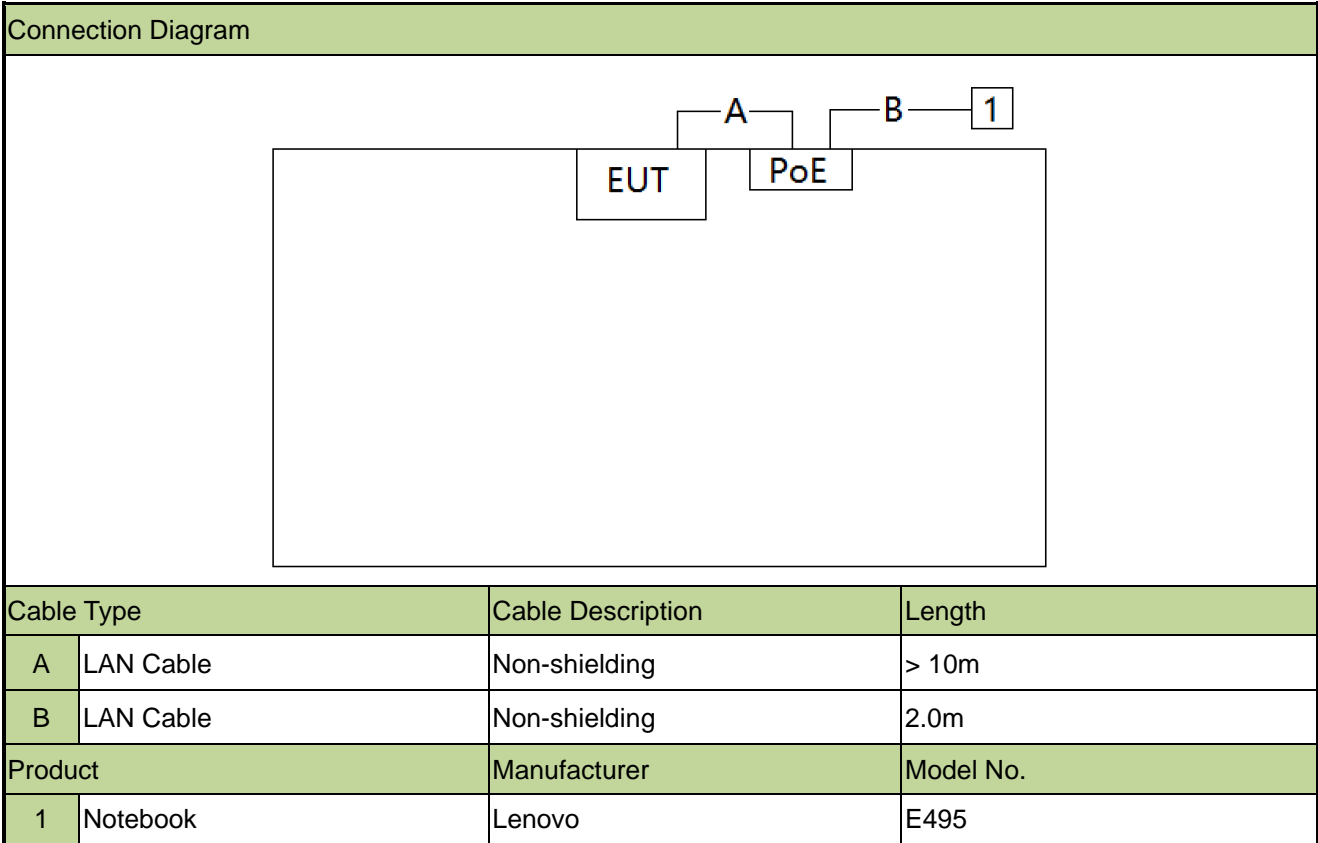 Connection Diagram
A B 1
EUT PoE
Cable Type Cable Description Length
A LAN Cable Non-shielding > 10m
B LAN Cable Non-shielding 2.0m
Product Manufacturer Model No.
1 Notebook Lenovo E495